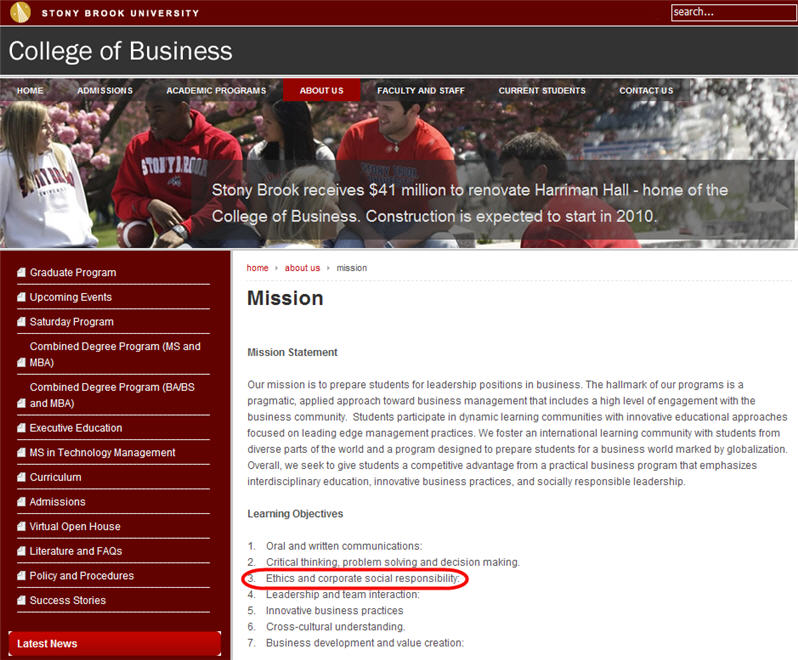 STONY BROOK UNIVERSITY
search...
College of Business
HOME ADMISSIONS ACADEMIC PROGRAMS ABOUT US FACULTY AND STAFF CURRENT STUDENTS CONTACT US
STONY BROOK
Stony Brook receives $41 million to renovate Harriman Hall - home of the
College of Business. Construction is expected to start in 2010.
Graduate Program
Upcoming Events
Saturday Program
Combined Degree Program (MS and
MBA)
Combined Degree Program (BA/BS
and MBA)
Executive Education
MS in Technology Management
Curriculum
Admissions
Virtual Open House
Literature and FAQs
Policy and Procedures
Success Stories
Latest News
home about us mission
Mission
Mission Statement
Our mission is to prepare students for leadership positions in business. The hallmark of our programs is a
pragmatic, applied approach toward business management that includes a high level of engagement with the
business community. Students participate in dynamic learning communities with innovative educational approaches
focused on leading edge management practices. We foster an international learning community with students from
diverse parts of the world and a program designed to prepare students for a business world marked by globalization.
Overall, we seek to give students a competitive advantage from a practical business program that emphasizes
interdisciplinary education, innovative business practices, and socially responsible leadership.
Learning Objectives
1. Oral and written communications:
2. Critical thinking, problem solving and decision making.
3. Ethics and corporate social responsibility:
4. Leadership and team interaction:
5. Innovative business practices
6. Cross-cultural understanding.
7. Business development and value creation: